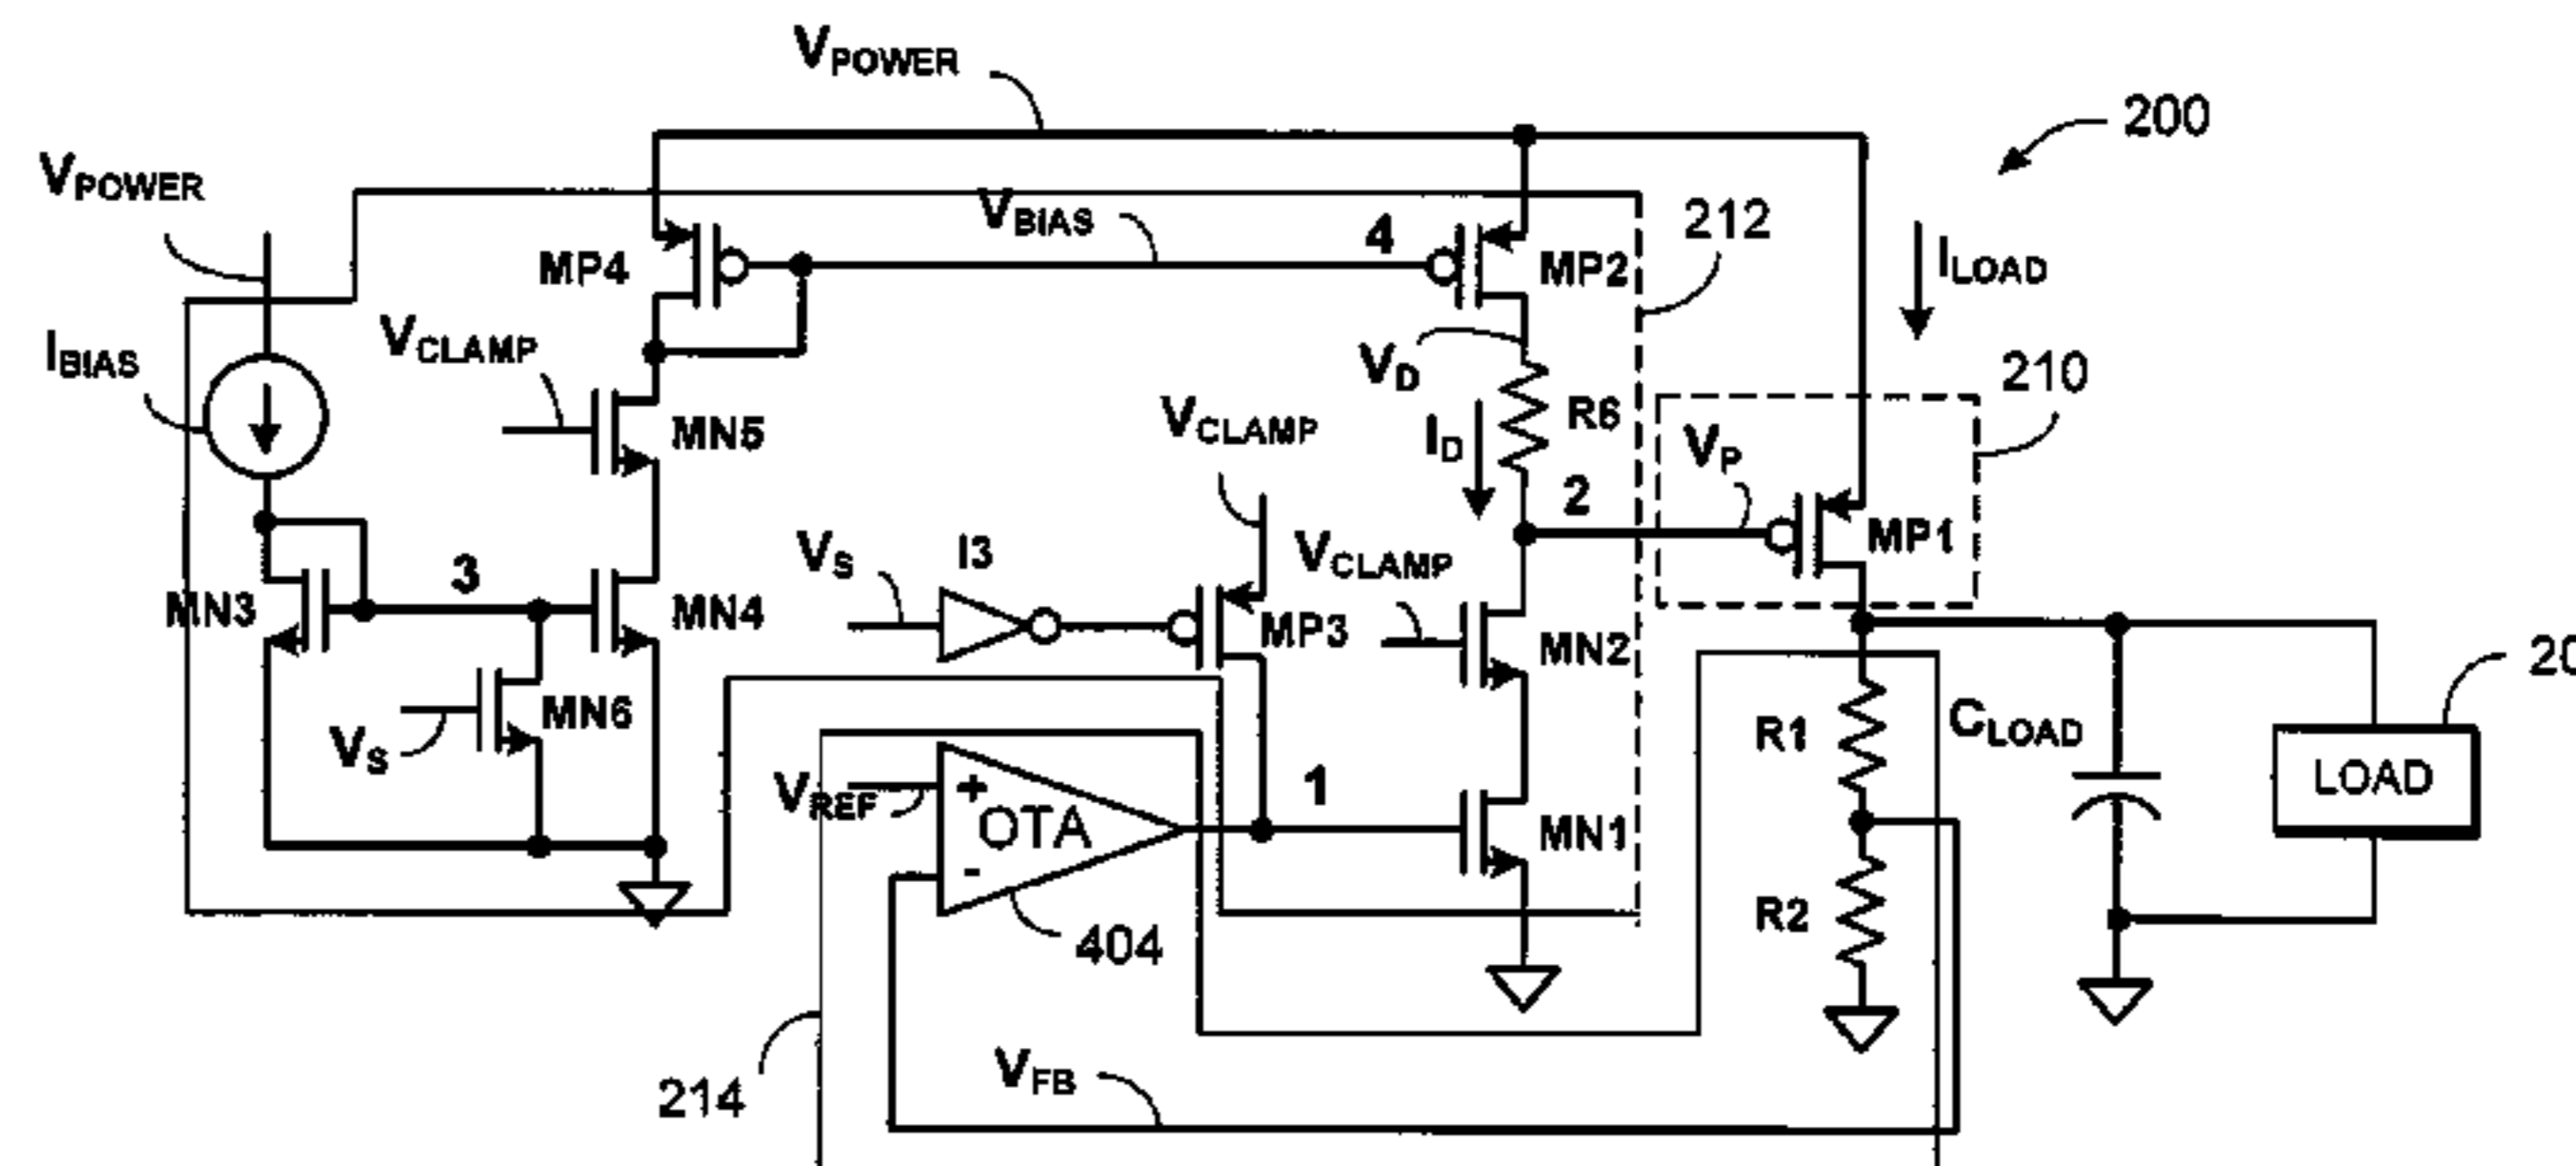 VPOWER
200
VPOWER
VBIAS
4
212
MP4
MP2
ILOAD
IBIAS
VCLAMP
VD
210
VCLAMP
R6
MN5
ID
VP
2
VS
I3
VCLAMP
MP1
3
MN3
MN4
MP3
MN2
20
MN6
VS
R1
CLOAD
LOAD
VREF
+
OTA
-
1
MN1
R2
404
VFB
214